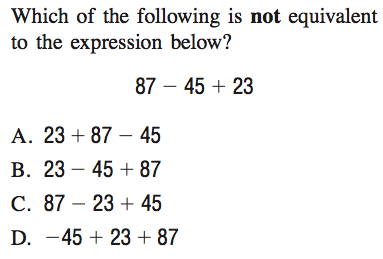 Which of the following is not equivalent
to the expression below?
87 − 45 + 23
A. 23 + 87 − 45
B. 23 − 45 + 87
C. 87 − 23 + 45
D. −45 + 23 + 87